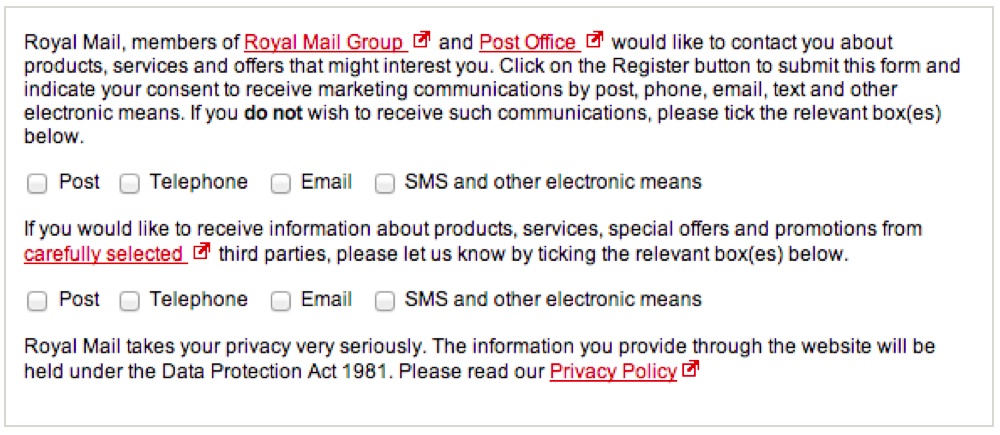 Royal Mail, members of Royal Mail Group and Post Office would like to contact you about
products, services and offers that might interest you. Click on the Register button to submit this form and
indicate your consent to receive marketing communications by post, phone, email, text and other
electronic means. If you do not wish to receive such communications, please tick the relevant box(es)
below.
Post Telephone Email SMS and other electronic means
If you would like to receive information about products, services, special offers and promotions from
carefully selected third parties, please let us know by ticking the relevant box(es) below.
Post Telephone Email SMS and other electronic means
Royal Mail takes your privacy very seriously. The information you provide through the website will be
held under the Data Protection Act 1981. Please read our Privacy Policy